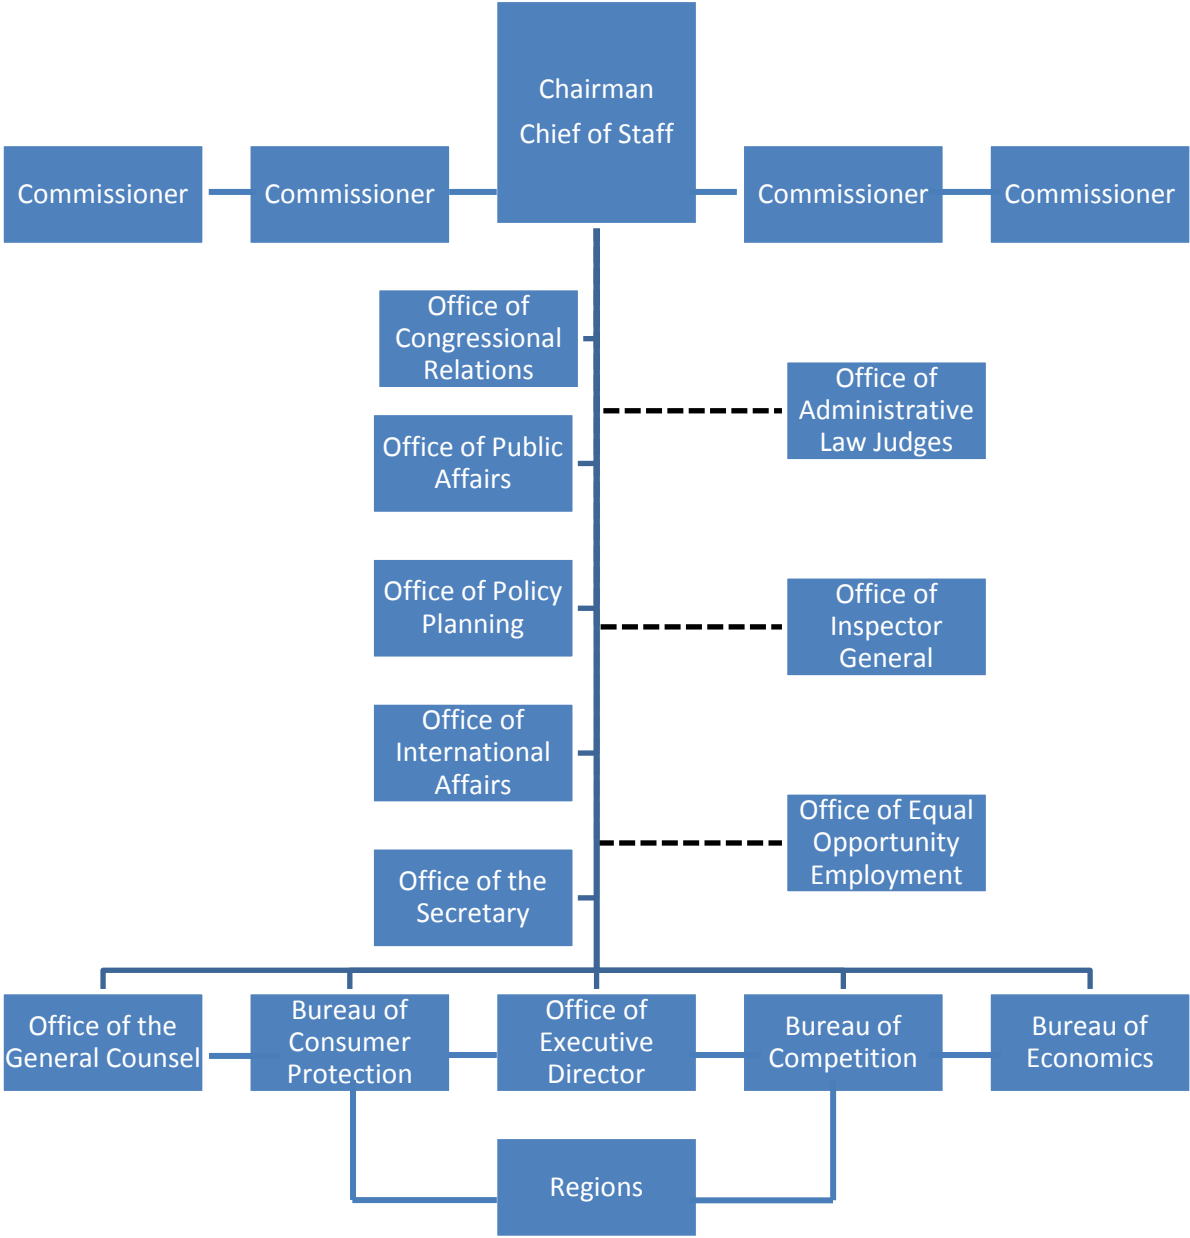 Chairman
Chief of Staff
Commissioner
Commissioner
Commissioner
Commissioner
Office of
Congressional
Relations
Office of
Administrative
Law Judges
Office of Public
Affairs
Office of Policy
Planning
Office of
Inspector
General
Office of
International
Affairs
Office of Equal
Opportunity
Employment
Office of the
Secretary
Office of the
General Counsel
Bureau of
Consumer
Protection
Office of
Executive
Director
Bureau of
Competition
Bureau of
Economics
Regions